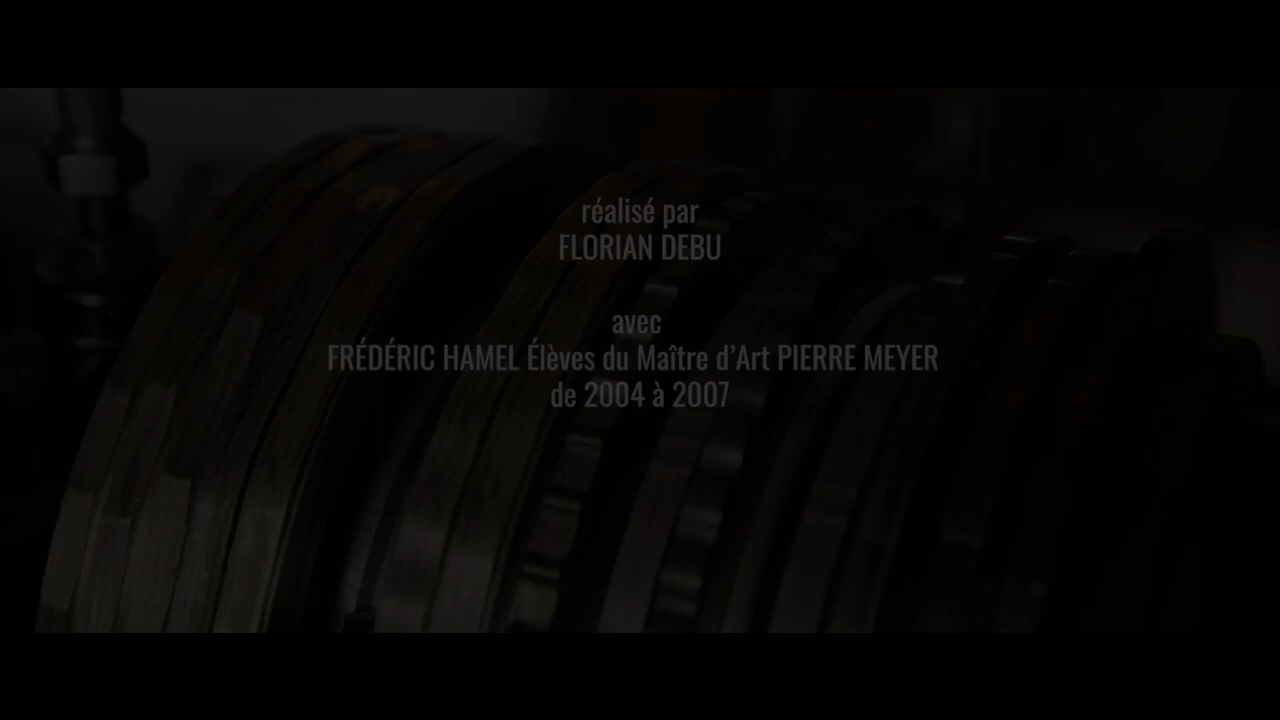 réalisé par
FLORIAN DEBU
avec
FRÉDÉRIC HAMEL Élèves du Maître d’Art PIERRE MEYER
de 2004 à 2007